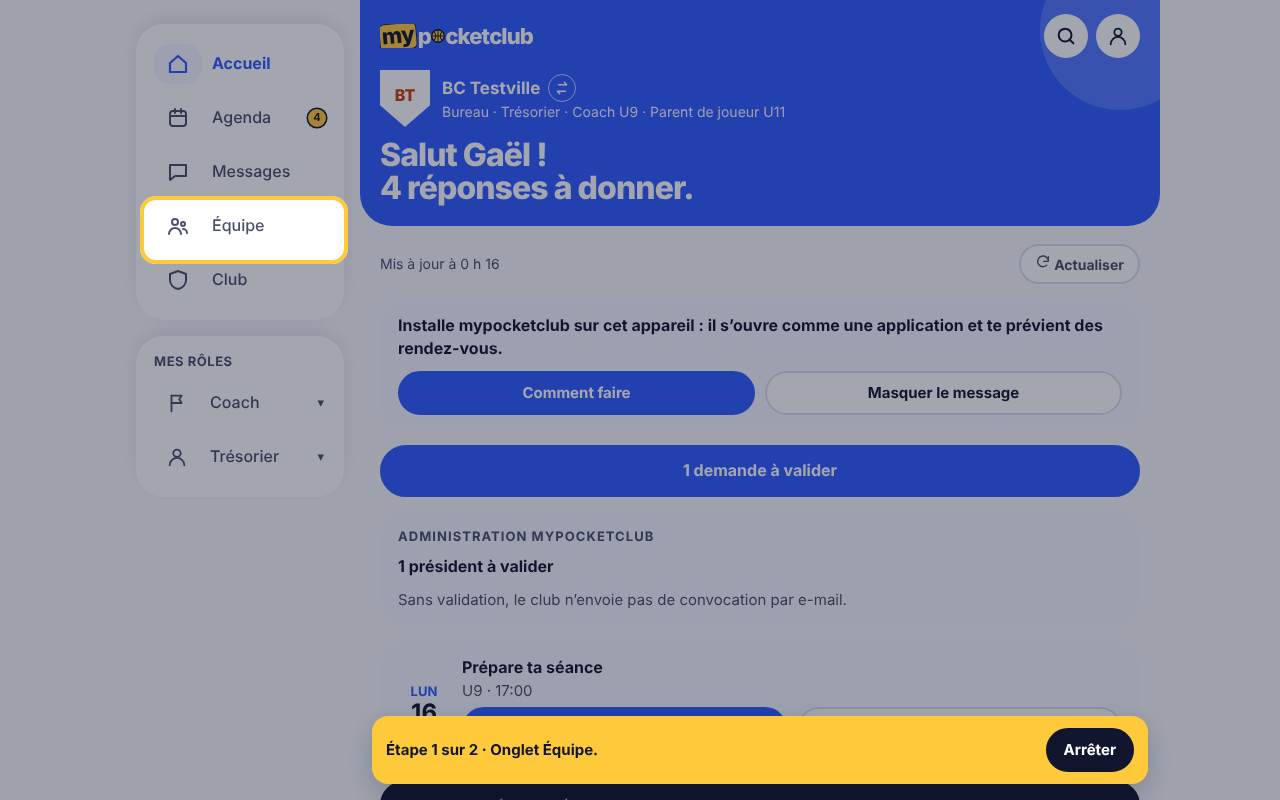 Accueil
Agenda
4
Messages
Équipe
Club
MES RÔLES
Coach
Trésorier
mypocketclub
BT
BC Testville
Bureau · Trésorier · Coach U9 · Parent de joueur U11
Salut Gaël !
4 réponses à donner.
Mis à jour à 0 h 16
Actualiser
Installe mypocketclub sur cet appareil : il s’ouvre comme une application et te prévient des
rendez-vous.
Comment faire
Masquer le message
1 demande à valider
ADMINISTRATION MYPOCKETCLUB
1 président à valider
Sans validation, le club n’envoie pas de convocation par e-mail.
Prépare ta séance
LUN
U9 · 17:00
16
Étape 1 sur 2 · Onglet Équipe.
Arrêter